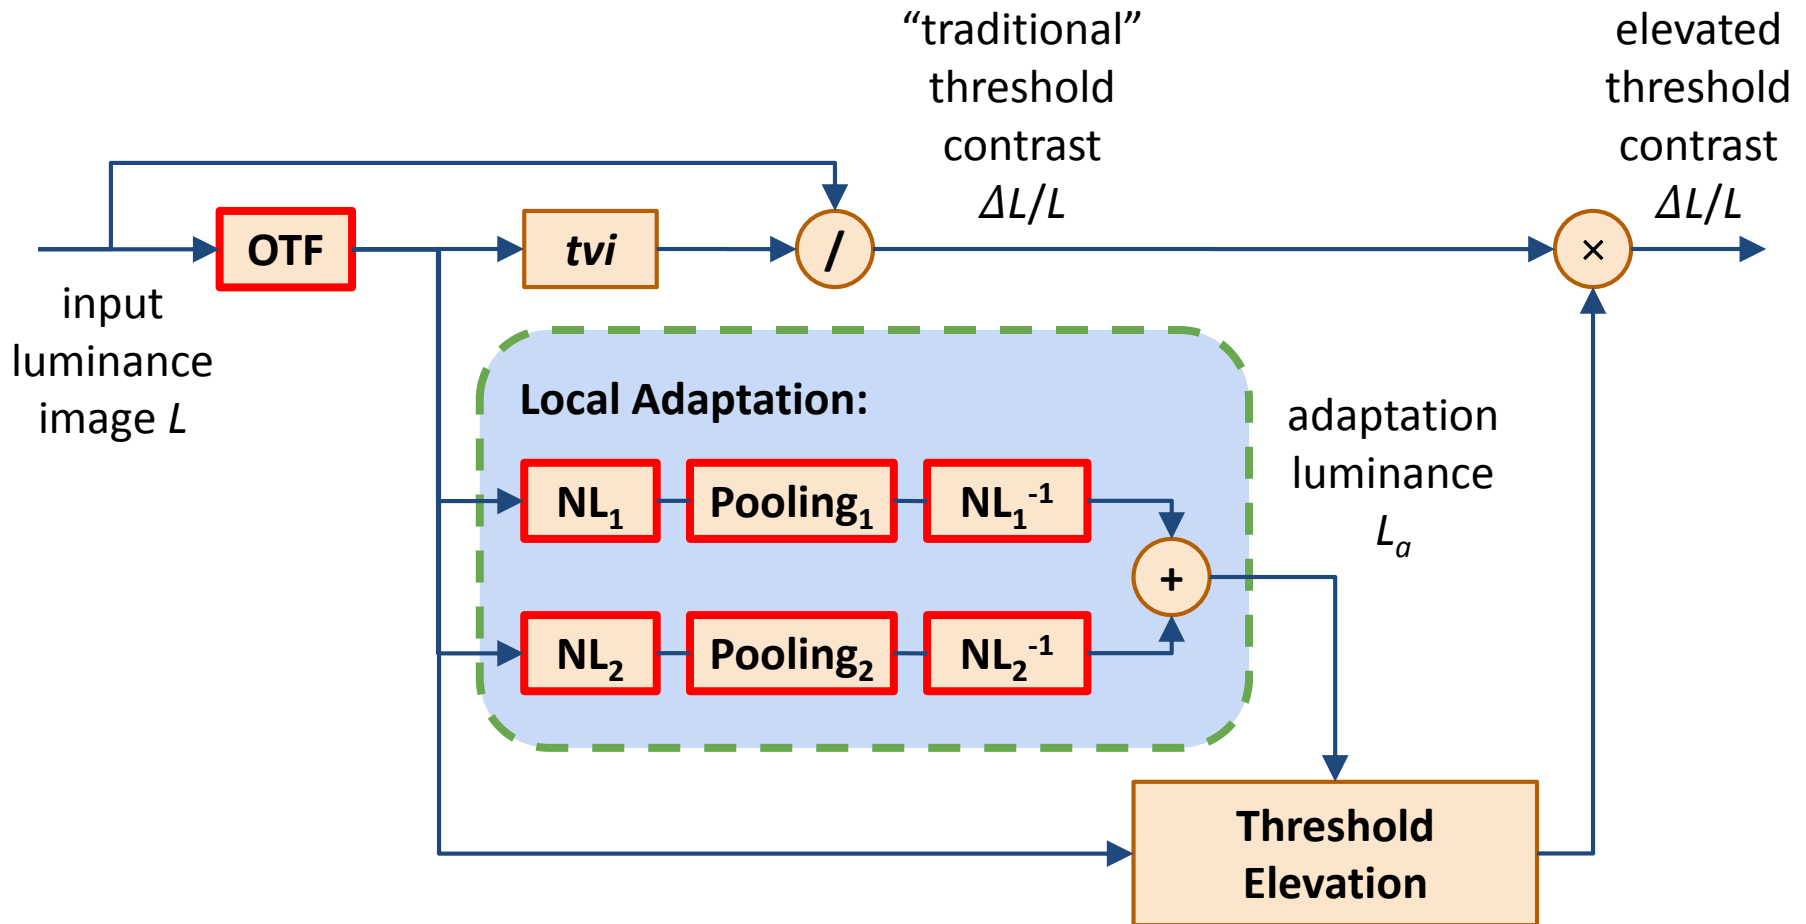 “traditional”
threshold
contrast
ΔL/L
elevated
threshold
contrast
ΔL/L
OTF
tvi
/
×
input
luminance
image L
Local Adaptation:
adaptation
luminance
Lₐ
NL₁
Pooling₁
NL₁⁻¹
+
NL₂
Pooling₂
NL₂⁻¹
Threshold
Elevation